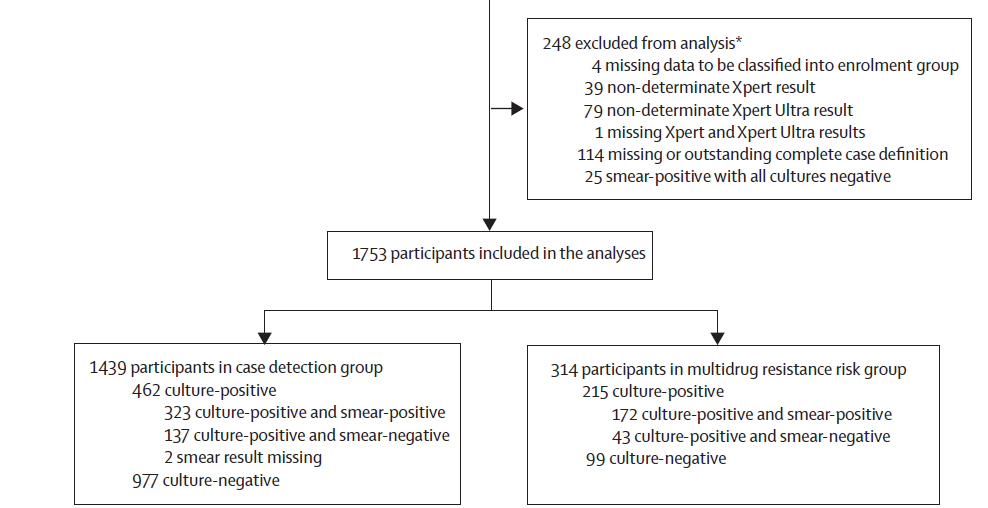 248 excluded from analysis*
4 missing data to be classified into enrolment group
39 non-determinate Xpert result
79 non-determinate Xpert Ultra result
1 missing Xpert and Xpert Ultra results
114 missing or outstanding complete case definition
25 smear-positive with all cultures negative
1753 participants included in the analyses
1439 participants in case detection group
462 culture-positive
323 culture-positive and smear-positive
137 culture-positive and smear-negative
2 smear result missing
977 culture-negative
314 participants in multidrug resistance risk group
215 culture-positive
172 culture-positive and smear-positive
43 culture-positive and smear-negative
99 culture-negative